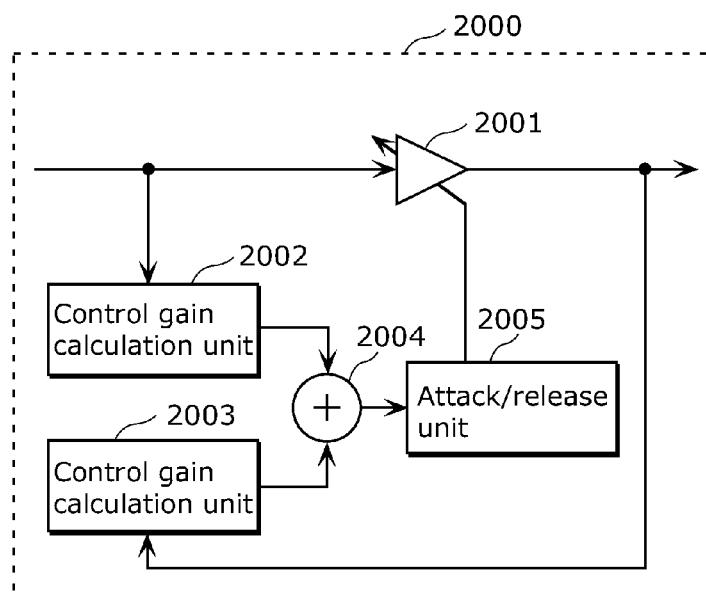 2000
2001
2002
Control gain
calculation unit
2004
2005
+
Attack/release
unit
2003
Control gain
calculation unit